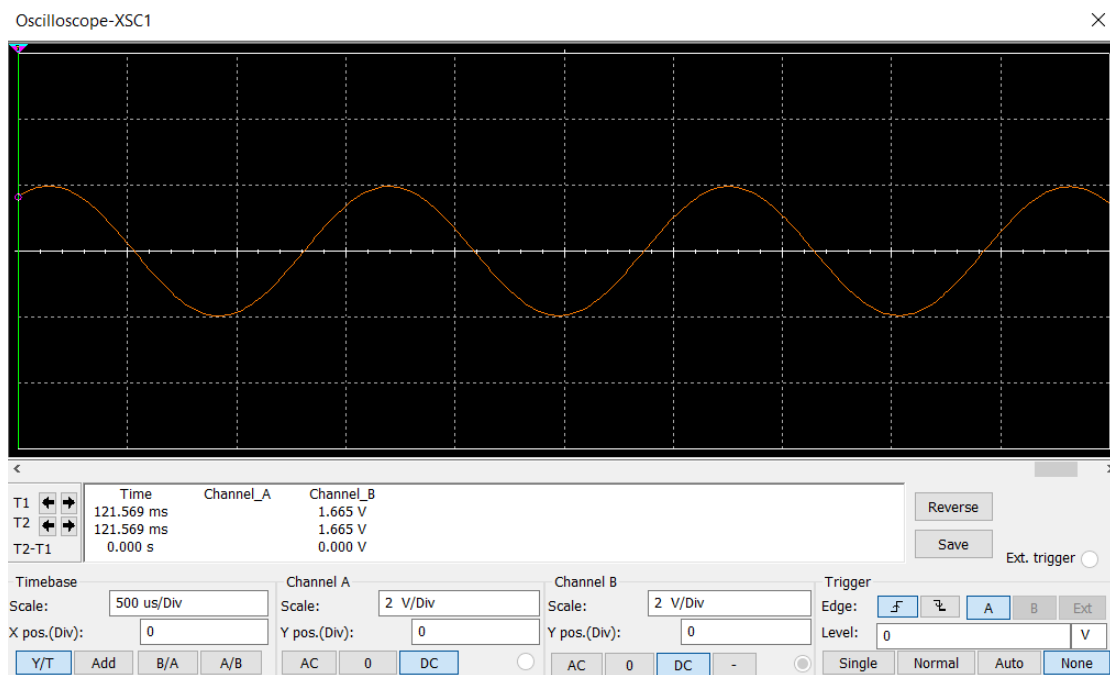 Oscilloscope-XSC1
Time Channel_A Channel_B
T1 121.569 ms 1.665 V
T2 121.569 ms 1.665 V
T2-T1 0.000 s 0.000 V
Reverse
Save
Ext. trigger
Timebase
Scale: 500 us/Div
X pos.(Div): 0
Y/T Add B/A A/B
Channel A
Scale: 2 V/Div
Y pos.(Div): 0
AC 0 DC
Channel B
Scale: 2 V/Div
Y pos.(Div): 0
AC 0 DC -
Trigger
Edge: A B Ext
Level: 0 V
Single Normal Auto None